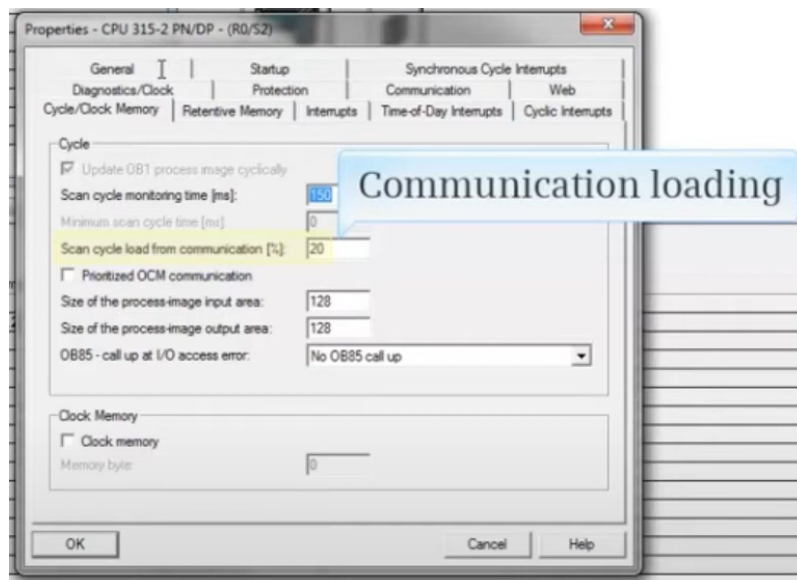 Properties - CPU 315-2 PN/DP - (R0/S2)
General
Startup
Synchronous Cycle Interrupts
Diagnostics/Clock
Protection
Communication
Web
Cycle/Clock Memory
Retentive Memory
Interrupts
Time-of-Day Interrupts
Cyclic Interrupts
Cycle
Update OB1 process image cyclically
Scan cycle monitoring time [ms]: 150
Communication loading
Minimum scan cycle time [ms]: 0
Scan cycle load from communication [%]: 20
Prioritized OCM communication
Size of the process-image input area: 128
Size of the process-image output area: 128
OB85 - call up at I/O access error: No OB85 call up
Clock Memory
Clock memory
Memory byte: 0
OK
Cancel
Help